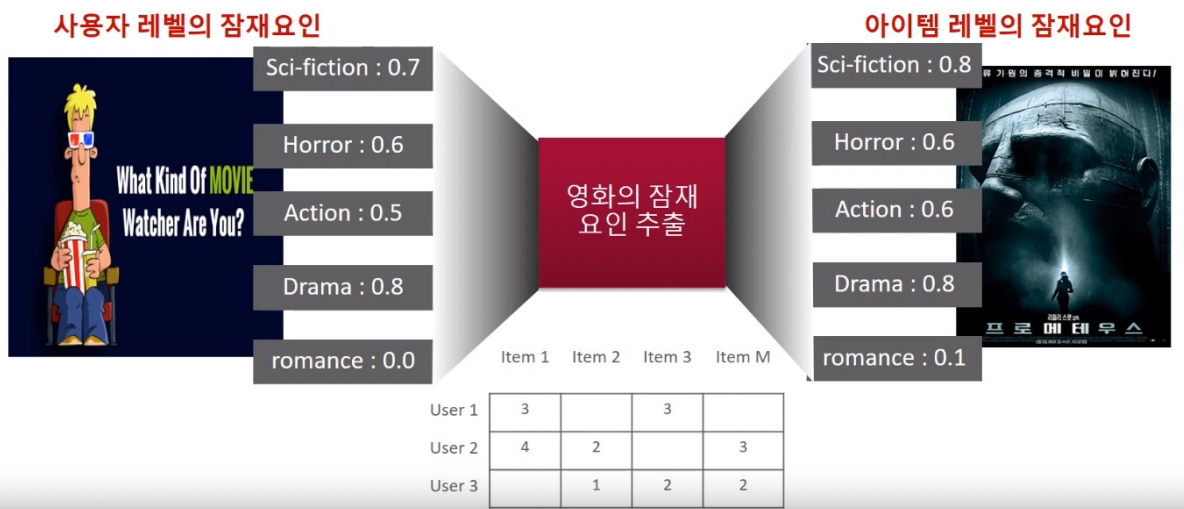 사용자 레벨의 잠재요인
Sci-fiction : 0.7
Horror : 0.6
Action : 0.5
Drama : 0.8
romance : 0.0
What Kind Of MOVIE
Watcher Are You?
영화의 잠재
요인 추출
아이템 레벨의 잠재요인
Sci-fiction : 0.8
Horror : 0.6
Action : 0.6
Drama : 0.8
romance : 0.1
류 기원의 충격적 비밀이 밝혀진다!
프로메테우스
Item 1 Item 2 Item 3 Item M
User 1 3 3
User 2 4 2 3
User 3 1 2 2